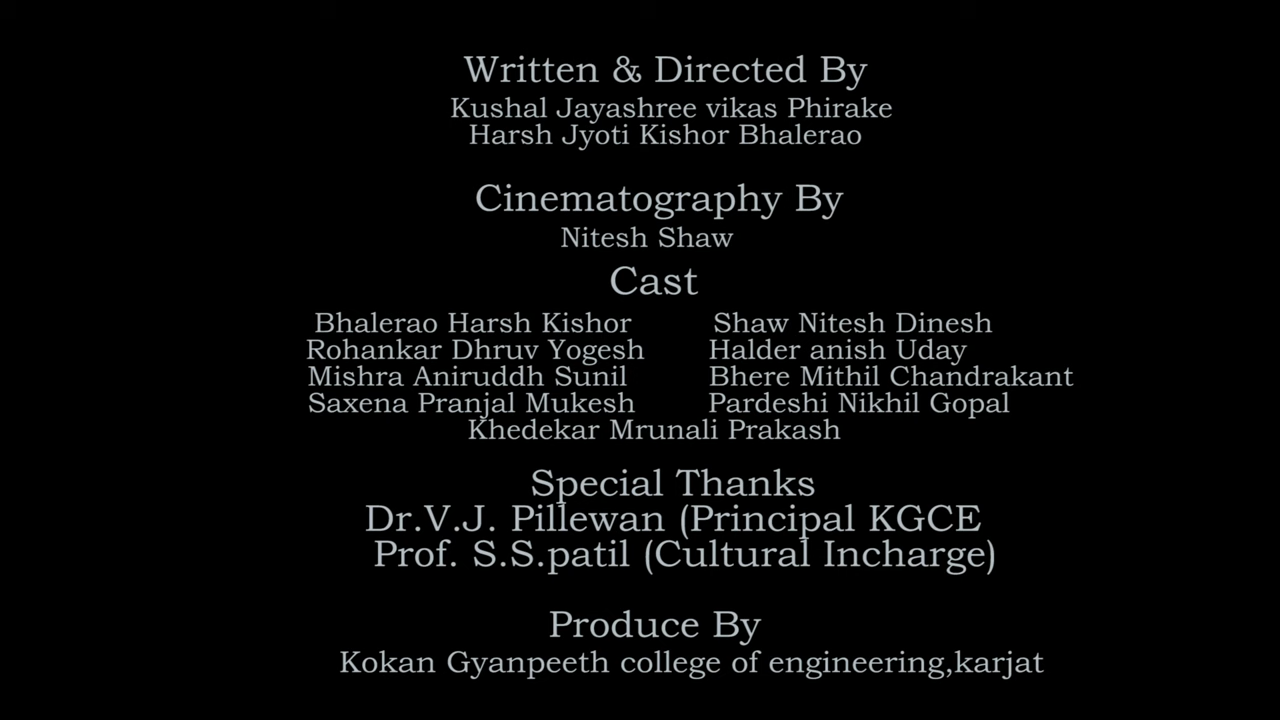 Written & Directed By
Kushal Jayashree vikas Phirake
Harsh Jyoti Kishor Bhalerao
Cinematography By
Nitesh Shaw
Cast
Bhalerao Harsh Kishor Shaw Nitesh Dinesh
Rohankar Dhruv Yogesh Halder anish Uday
Mishra Aniruddh Sunil Bhere Mithil Chandrakant
Saxena Pranjal Mukesh Pardeshi Nikhil Gopal
Khedekar Mrunali Prakash
Special Thanks
Dr.V.J. Pillewan (Principal KGCE
Prof. S.S.patil (Cultural Incharge)
Produce By
Kokan Gyanpeeth college of engineering,karjat